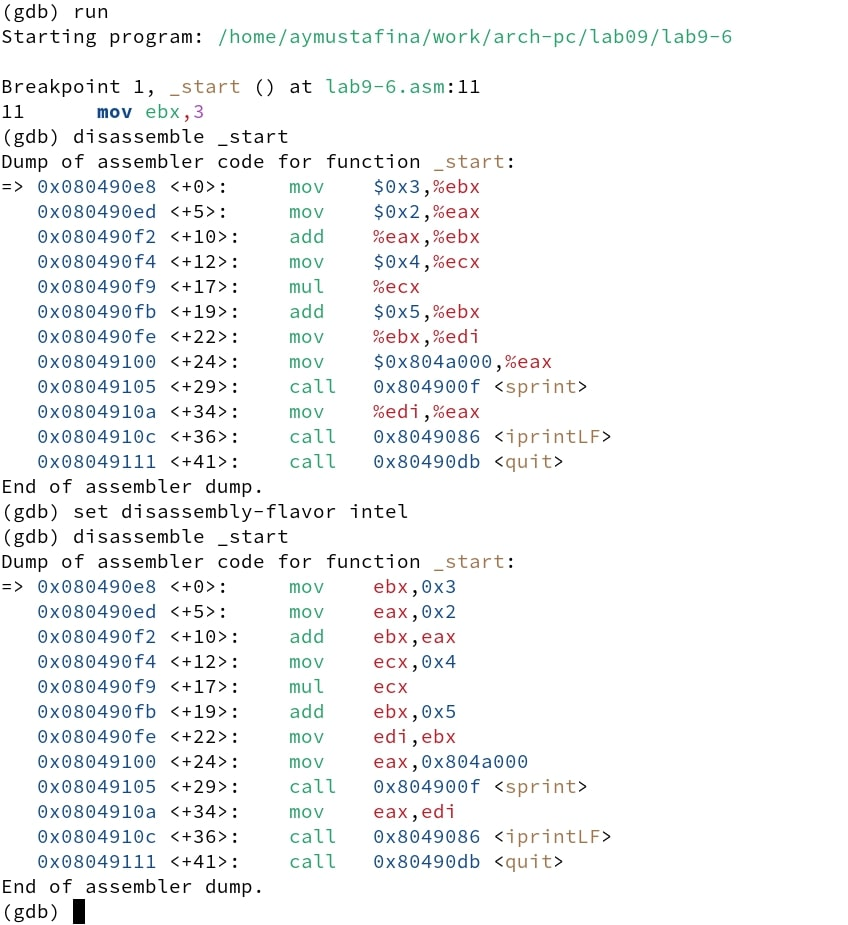 (gdb) run
Starting program: /home/aymustafina/work/arch-pc/lab09/lab9-6

Breakpoint 1, _start () at lab9-6.asm:11
11      mov ebx,3
(gdb) disassemble _start
Dump of assembler code for function _start:
=> 0x080490e8 <+0>:     mov    $0x3,%ebx
   0x080490ed <+5>:     mov    $0x2,%eax
   0x080490f2 <+10>:    add    %eax,%ebx
   0x080490f4 <+12>:    mov    $0x4,%ecx
   0x080490f9 <+17>:    mul    %ecx
   0x080490fb <+19>:    add    $0x5,%ebx
   0x080490fe <+22>:    mov    %ebx,%edi
   0x08049100 <+24>:    mov    $0x804a000,%eax
   0x08049105 <+29>:    call   0x804900f <sprint>
   0x0804910a <+34>:    mov    %edi,%eax
   0x0804910c <+36>:    call   0x8049086 <iprintLF>
   0x08049111 <+41>:    call   0x80490db <quit>
End of assembler dump.
(gdb) set disassembly-flavor intel
(gdb) disassemble _start
Dump of assembler code for function _start:
=> 0x080490e8 <+0>:     mov    ebx,0x3
   0x080490ed <+5>:     mov    eax,0x2
   0x080490f2 <+10>:    add    ebx,eax
   0x080490f4 <+12>:    mov    ecx,0x4
   0x080490f9 <+17>:    mul    ecx
   0x080490fb <+19>:    add    ebx,0x5
   0x080490fe <+22>:    mov    edi,ebx
   0x08049100 <+24>:    mov    eax,0x804a000
   0x08049105 <+29>:    call   0x804900f <sprint>
   0x0804910a <+34>:    mov    eax,edi
   0x0804910c <+36>:    call   0x8049086 <iprintLF>
   0x08049111 <+41>:    call   0x80490db <quit>
End of assembler dump.
(gdb)